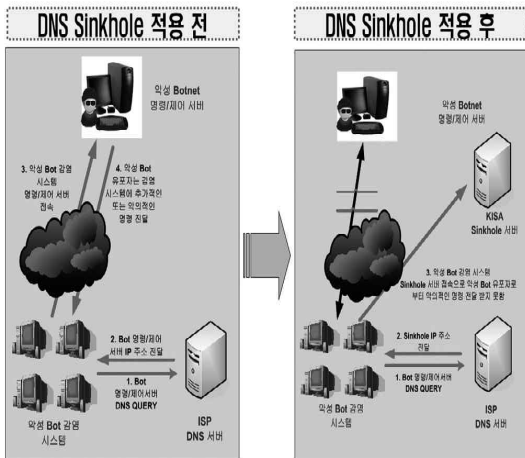 DNS Sinkhole 적용 전
악성 Botnet
명령/제어 서버
3. 악성 Bot 감염
시스템
명령/제어 서버
접속
4. 악성 Bot
유포자는 감염
시스템에 추가적인
또는 악의적인
명령 전달
2. Bot 명령/제어
서버 IP 주소 전달
1. Bot
명령/제어서버
DNS QUERY
악성 Bot 감염
시스템
ISP
DNS 서버
DNS Sinkhole 적용 후
악성 Botnet
명령/제어 서버
KISA
Sinkhole 서버
3. 악성 Bot 감염 시스템
Sinkhole 서버 접속으로 악성 Bot 유포자로
부터 악의적인 명령 전달 받지 못함
2. Sinkhole IP 주소
전달
1. Bot 명령/제어서버
DNS QUERY
악성 Bot 감염
시스템
ISP
DNS 서버